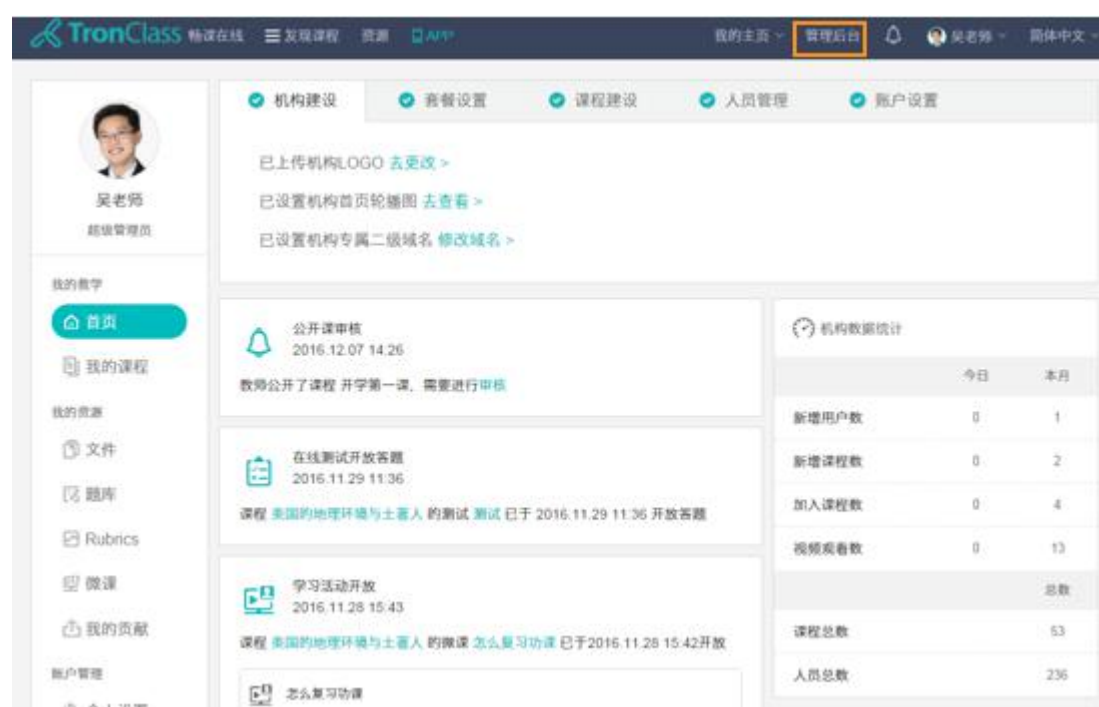 TronClass 畅课在线 发现课程 资源 APP 我的主页 管理后台 吴老师 简体中文
机构建设 套餐设置 课程建设 人员管理 账户设置
已上传机构LOGO 去更改 >
已设置机构首页轮播图 去查看 >
已设置机构专属二级域名 修改域名 >
吴老师
超级管理员
我的教学
首页
我的课程
我的资源
文件
题库
Rubrics
微课
我的贡献
账户管理
公开课审核
2016.12.07 14:26
教师公开了课程 开学第一课, 需要进行审核
在线测试开放答题
2016.11.29 11:36
课程 美国的地理环境与土著人 的测试 测试 已于 2016.11.29 11:36 开放答题
学习活动开放
2016.11.28 15:43
课程 美国的地理环境与土著人 的微课 怎么复习功课 已于2016.11.28 15:42开放
怎么复习功课
机构数据统计
今日 本月
新增用户数 0 1
新增课程数 0 2
加入课程数 0 4
视频观看数 0 13
总数
课程总数 53
人员总数 236